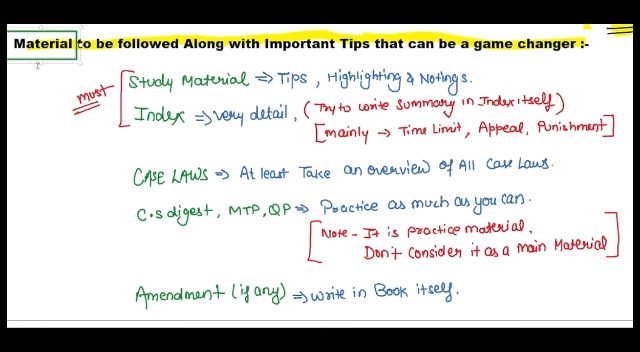 Material to be followed Along with Important Tips that can be a game changer :-
must
Study Material ⇒ Tips, Highlighting & Notings.
Index ⇒ very detail, (Try to write summary in Index itself)
[mainly → Time Limit, Appeal, Punishment]
CASE LAWS ⇒ At least Take an overview of All Case Laws.
C.S digest, MTP, QP ⇒ Practice as much as you can.
[Note - It is practice material,
Don't consider it as a main Material]
Amendment (if any) ⇒ write in Book itself.